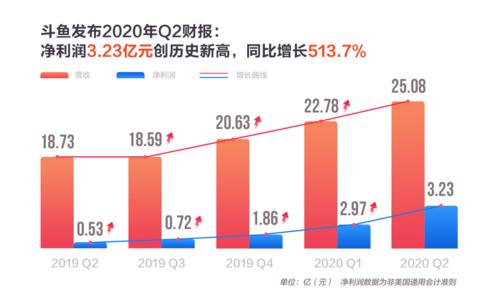 斗鱼发布2020年Q2财报：
净利润3.23亿元创历史新高，同比增长513.7%
营收 净利润 增长曲线
18.73 18.59 20.63 22.78 25.08
0.53 0.72 1.86 2.97 3.23
2019 Q2 2019 Q3 2019 Q4 2020 Q1 2020 Q2
单位：亿（元） 净利润数据为非美国通用会计准则